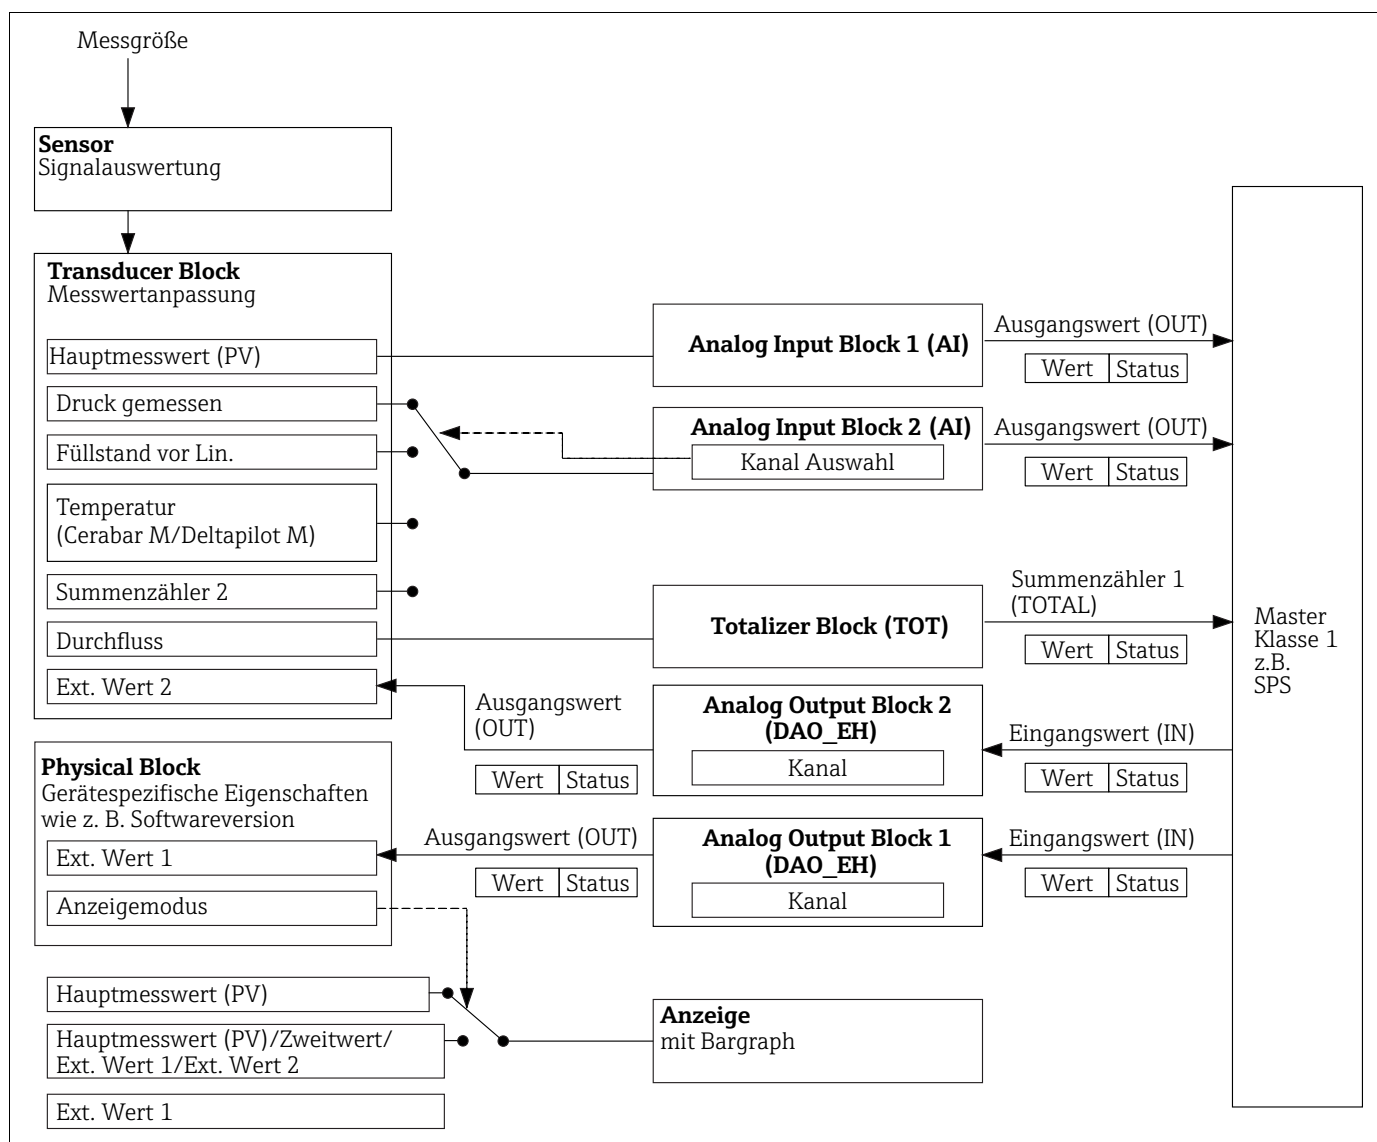 Messgröße
Sensor
Signalauswertung
Transducer Block
Messwertanpassung
Hauptmesswert (PV)
Druck gemessen
Füllstand vor Lin.
Temperatur
(Cerabar M/Deltapilot M)
Summenzähler 2
Durchfluss
Ext. Wert 2
Analog Input Block 1 (AI)
Ausgangswert (OUT)
Wert Status
Analog Input Block 2 (AI)
Kanal Auswahl
Ausgangswert (OUT)
Wert Status
Totalizer Block (TOT)
Summenzähler 1
(TOTAL)
Wert Status
Master
Klasse 1
z.B.
SPS
Ausgangswert
(OUT)
Wert Status
Analog Output Block 2
(DAO_EH)
Kanal
Eingangswert (IN)
Wert Status
Physical Block
Gerätespezifische Eigenschaften
wie z. B. Softwareversion
Ext. Wert 1
Anzeigemodus
Ausgangswert (OUT)
Wert Status
Analog Output Block 1
(DAO_EH)
Kanal
Eingangswert (IN)
Wert Status
Hauptmesswert (PV)
Hauptmesswert (PV)/Zweitwert/
Ext. Wert 1/Ext. Wert 2
Ext. Wert 1
Anzeige
mit Bargraph